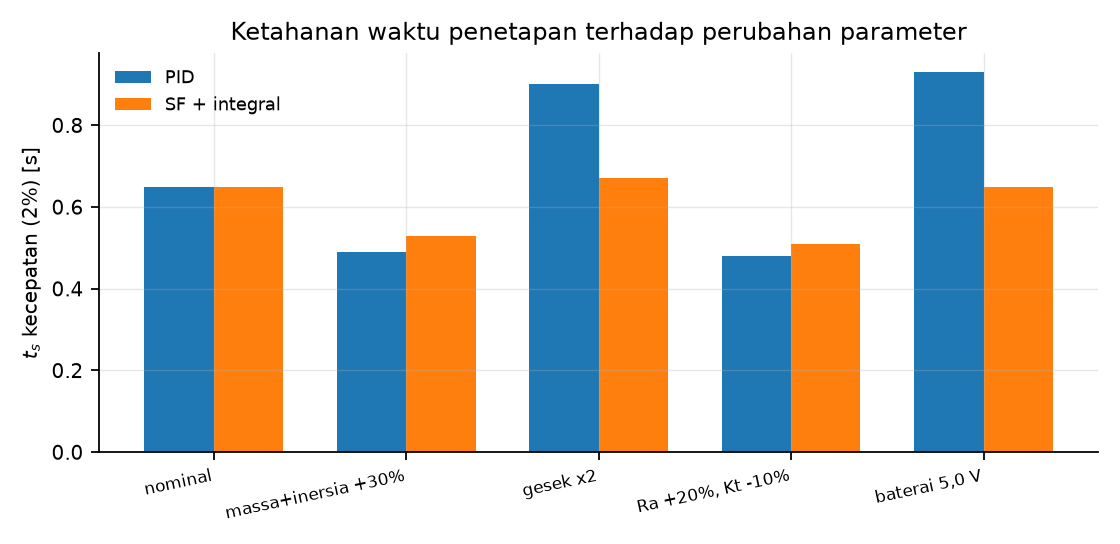 Ketahanan waktu penetapan terhadap perubahan parameter
PID
SF + integral
t_s kecepatan (2%) [s]
0.8
0.6
0.4
0.2
0.0
nominal
massa+inersia +30%
gesek x2
Ra +20%, Kt -10%
baterai 5,0 V